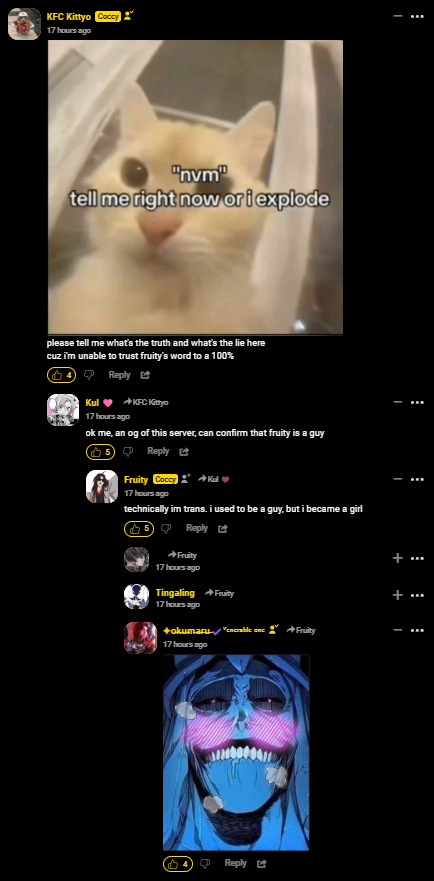 KFC Kittyo Coccy
17 hours ago
"nvm"
tell me right now or i explode
please tell me what's the truth and what's the lie here
cuz i'm unable to trust fruity's word to a 100%
4 Reply
Kul KFC Kittyo
17 hours ago
ok me, an og of this server, can confirm that fruity is a guy
5 Reply
Fruity Coccy Kul
17 hours ago
technically im trans. i used to be a guy, but i became a girl
5 Reply
Fruity
17 hours ago
Tingaling Fruity
17 hours ago
okumaru Venerable one Fruity
17 hours ago
4 Reply